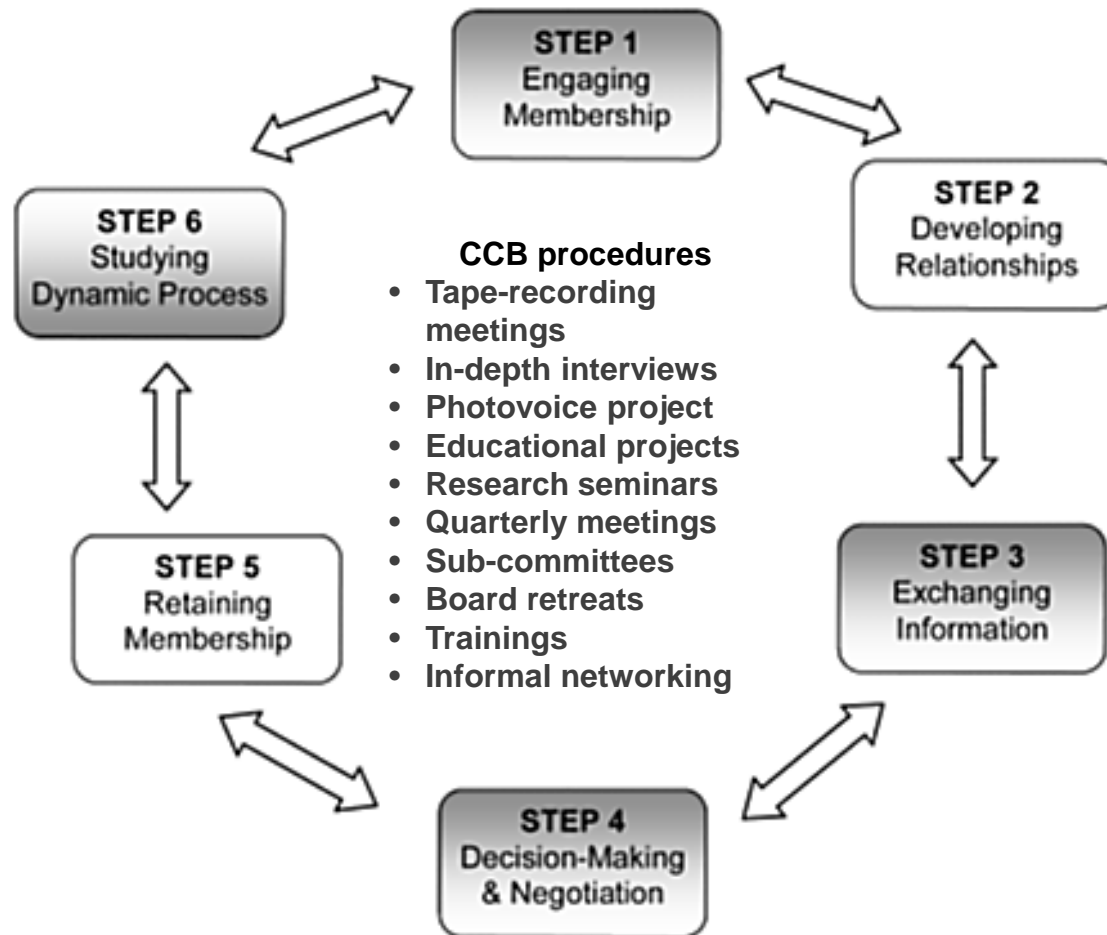 STEP 1
Engaging
Membership
STEP 2
Developing
Relationships
STEP 3
Exchanging
Information
STEP 4
Decision-Making
& Negotiation
STEP 5
Retaining
Membership
STEP 6
Studying
Dynamic Process
CCB procedures
• Tape-recording
meetings
• In-depth interviews
• Photovoice project
• Educational projects
• Research seminars
• Quarterly meetings
• Sub-committees
• Board retreats
• Trainings
• Informal networking